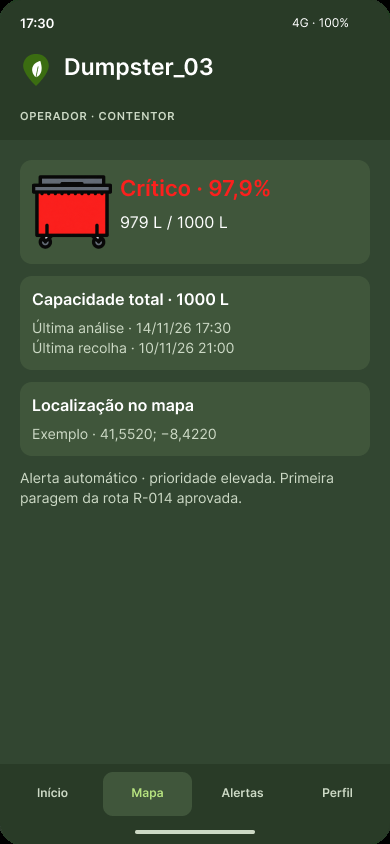 17:30
4G · 100%
Dumpster_03
OPERADOR · CONTENTOR
Crítico · 97,9%
979 L / 1000 L
Capacidade total · 1000 L
Última análise · 14/11/26 17:30
Última recolha · 10/11/26 21:00
Localização no mapa
Exemplo · 41,5520; −8,4220
Alerta automático · prioridade elevada. Primeira
paragem da rota R-014 aprovada.
Início
Mapa
Alertas
Perfil